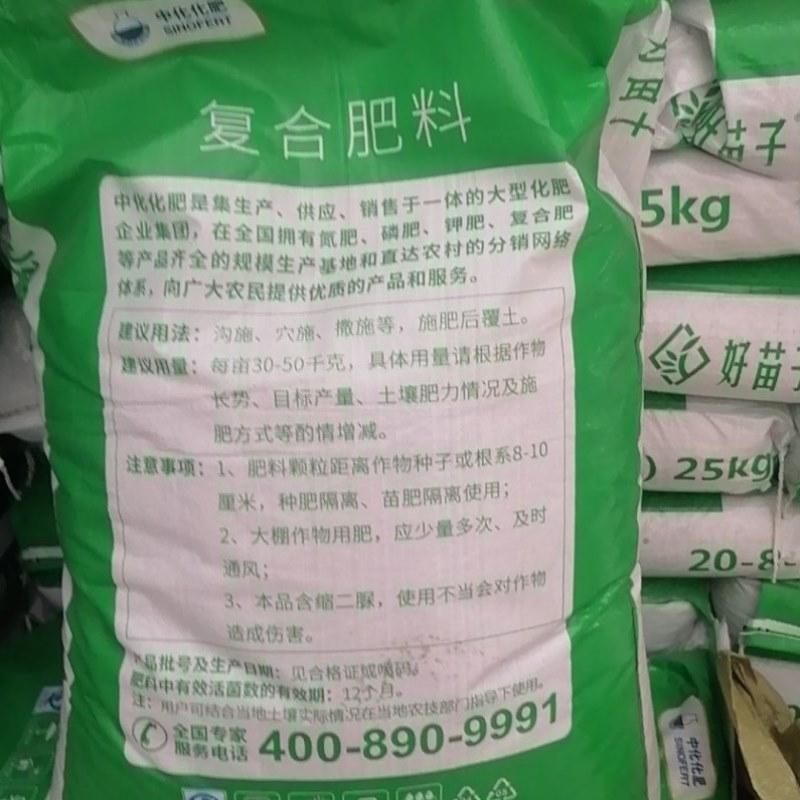 中化化肥
SINOFERT
复合肥料
中化化肥是集生产、供应、销售于一体的大型化肥
企业集团，在全国拥有氮肥、磷肥、钾肥、复合肥
等产品齐全的规模生产基地和直达农村的分销网络
体系，向广大农民提供优质的产品和服务。
建议用法：沟施、穴施、撒施等，施肥后覆土。
建议用量：每亩30-50千克，具体用量请根据作物
长势、目标产量、土壤肥力情况及施
肥方式等酌情增减。
注意事项：1、肥料颗粒距离作物种子或根系8-10
厘米，种肥隔离、苗肥隔离使用；
2、大棚作物用肥，应少量多次、及时
通风；
3、本品含缩二脲，使用不当会对作物
造成伤害。
品批号及生产日期：见合格证或喷码。
肥料中有效活菌数的有效期：12个月。
注：用户可结合当地土壤实际情况在当地农技部门指导下使用。
全国专家
服务电话
400-890-9991
好苗子
5kg
好苗子
) 25kg
20-8-
中化化肥
SINOFERT